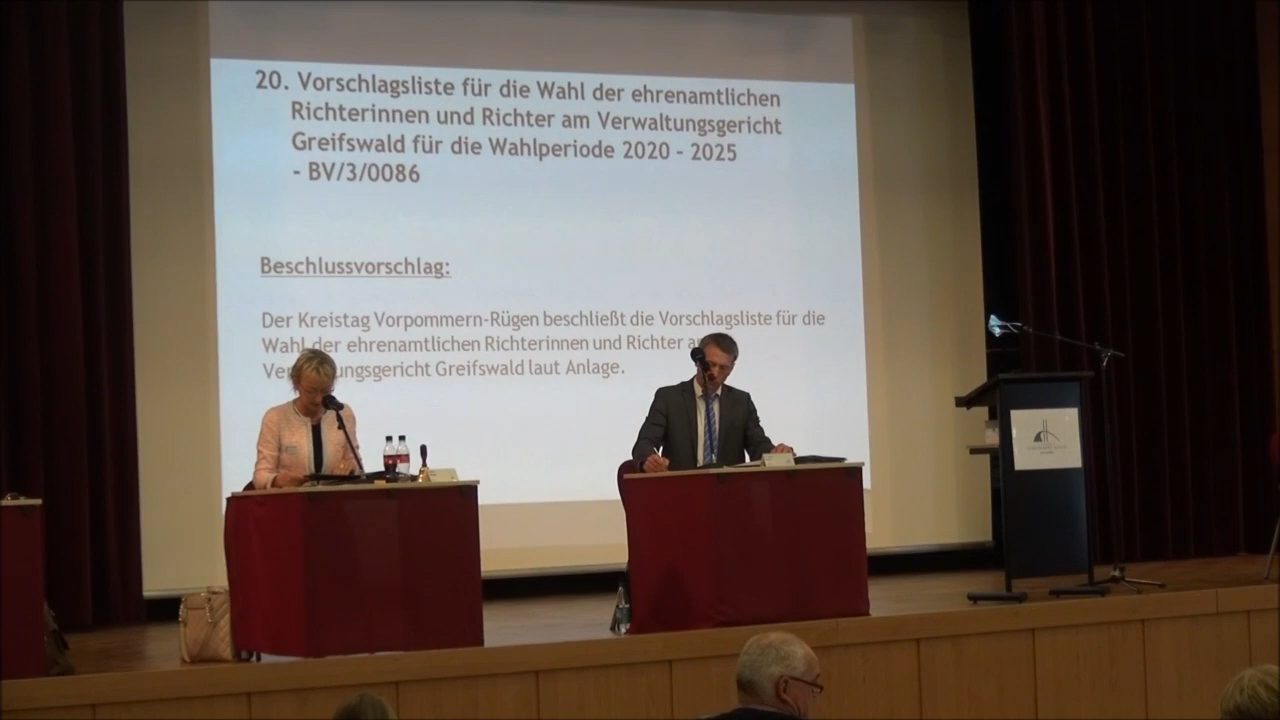 20. Vorschlagsliste für die Wahl der ehrenamtlichen
Richterinnen und Richter am Verwaltungsgericht
Greifswald für die Wahlperiode 2020 - 2025
- BV/3/0086
Beschlussvorschlag:
Der Kreistag Vorpommern-Rügen beschließt die Vorschlagsliste für die
Wahl der ehrenamtlichen Richterinnen und Richter
Greifswald laut Anlage.